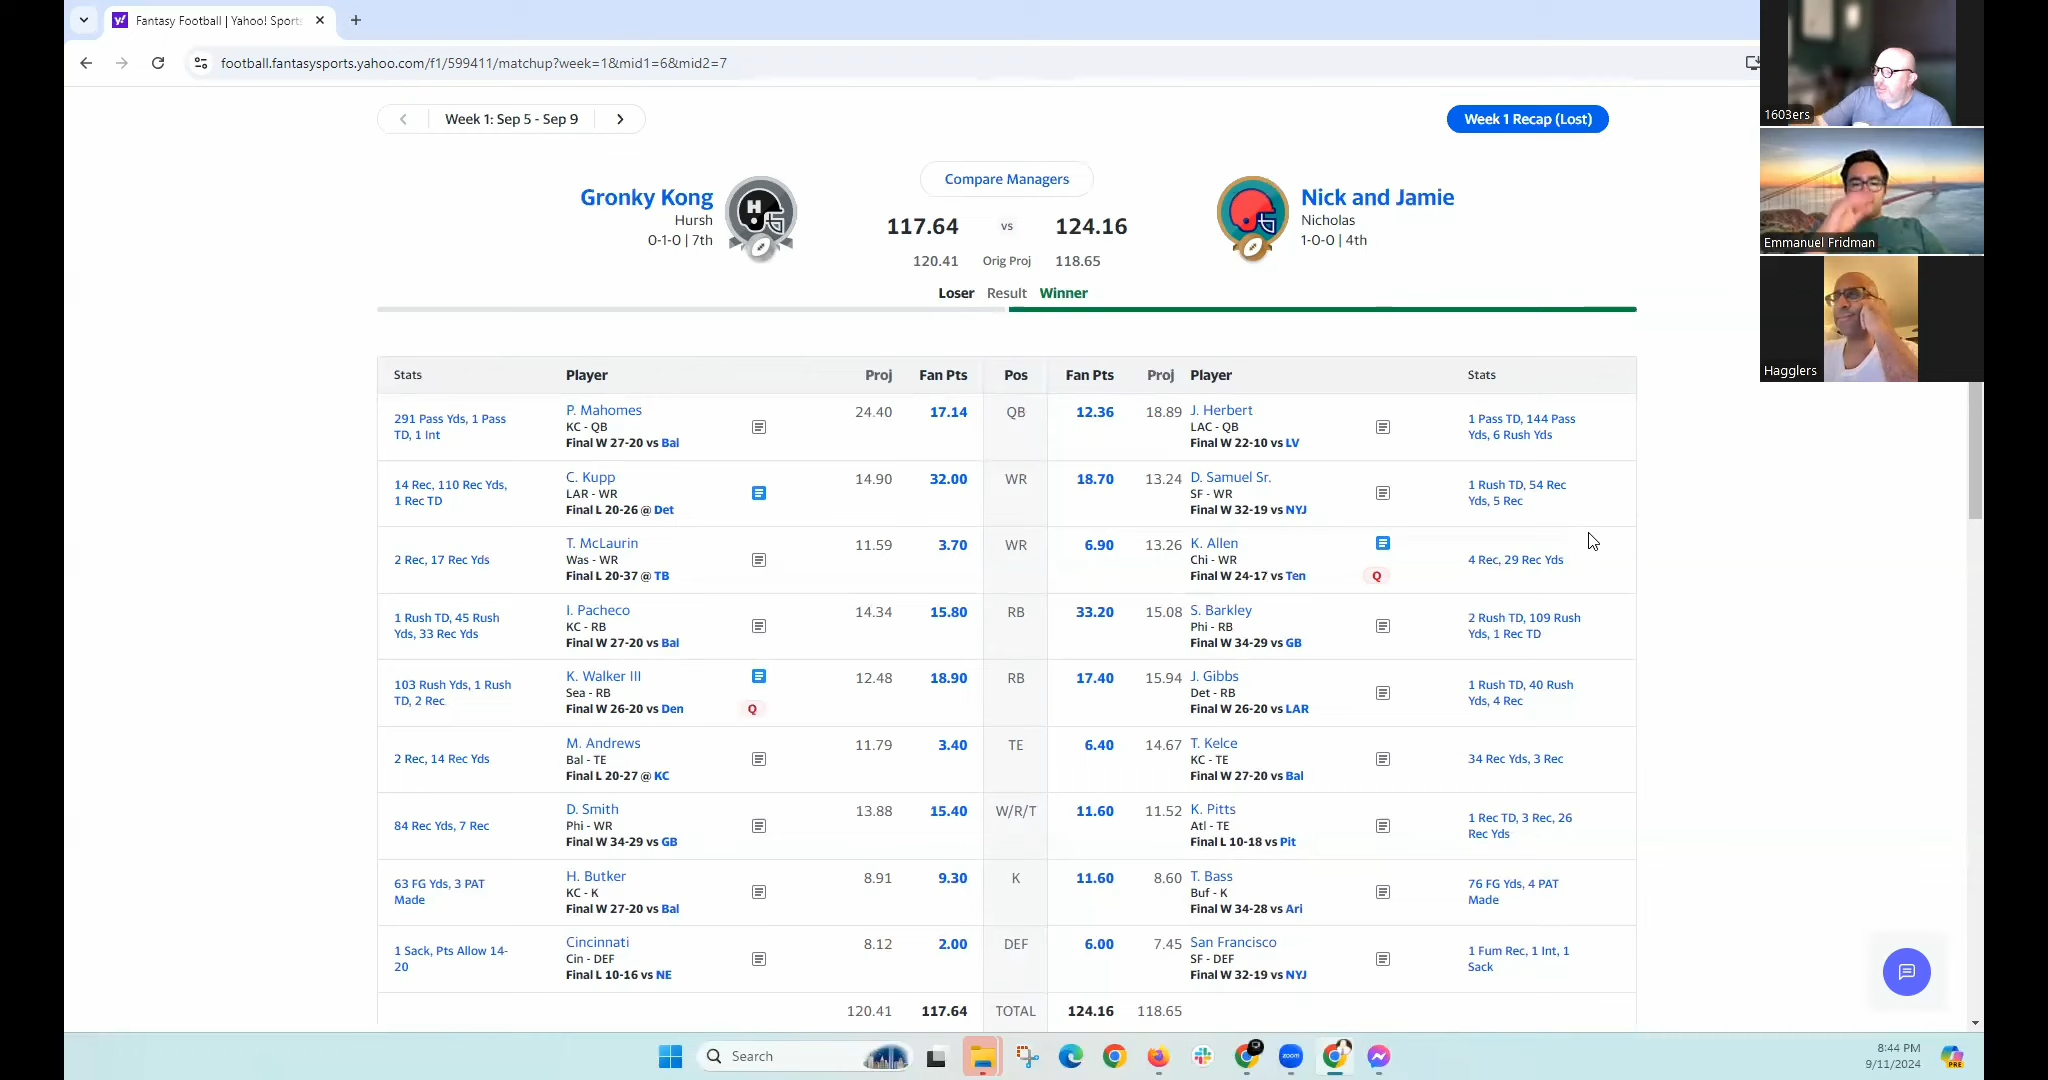 Fantasy Football | Yahoo! Sports
football.fantasysports.yahoo.com/f1/599411/matchup?week=1&mid1=6&mid2=7
Week 1: Sep 5 - Sep 9
Week 1 Recap (Lost)
Compare Managers
Gronky Kong
Hursh
0-1-0 | 7th
H
117.64 vs 124.16
120.41 Orig Proj 118.65
Loser Result Winner
Nick and Jamie
Nicholas
1-0-0 | 4th
1603ers
Emmanuel Fridman
Hagglers
Stats Player Proj Fan Pts Pos Fan Pts Proj Player Stats
291 Pass Yds, 1 Pass
TD, 1 Int
P. Mahomes
KC - QB
Final W 27-20 vs Bal
24.40 17.14 QB 12.36 18.89
J. Herbert
LAC - QB
Final W 22-10 vs LV
1 Pass TD, 144 Pass
Yds, 6 Rush Yds
14 Rec, 110 Rec Yds,
1 Rec TD
C. Kupp
LAR - WR
Final L 20-26 @ Det
14.90 32.00 WR 18.70 13.24
D. Samuel Sr.
SF - WR
Final W 32-19 vs NYJ
1 Rush TD, 54 Rec
Yds, 5 Rec
2 Rec, 17 Rec Yds
T. McLaurin
Was - WR
Final L 20-37 @ TB
11.59 3.70 WR 6.90 13.26
K. Allen
Chi - WR
Final W 24-17 vs Ten
Q
4 Rec, 29 Rec Yds
1 Rush TD, 45 Rush
Yds, 33 Rec Yds
I. Pacheco
KC - RB
Final W 27-20 vs Bal
14.34 15.80 RB 33.20 15.08
S. Barkley
Phi - RB
Final W 34-29 vs GB
2 Rush TD, 109 Rush
Yds, 1 Rec TD
103 Rush Yds, 1 Rush
TD, 2 Rec
K. Walker III
Sea - RB
Final W 26-20 vs Den
Q
12.48 18.90 RB 17.40 15.94
J. Gibbs
Det - RB
Final W 26-20 vs LAR
1 Rush TD, 40 Rush
Yds, 4 Rec
2 Rec, 14 Rec Yds
M. Andrews
Bal - TE
Final L 20-27 @ KC
11.79 3.40 TE 6.40 14.67
T. Kelce
KC - TE
Final W 27-20 vs Bal
34 Rec Yds, 3 Rec
84 Rec Yds, 7 Rec
D. Smith
Phi - WR
Final W 34-29 vs GB
13.88 15.40 W/R/T 11.60 11.52
K. Pitts
Atl - TE
Final L 10-18 vs Pit
1 Rec TD, 3 Rec, 26
Rec Yds
63 FG Yds, 3 PAT
Made
H. Butker
KC - K
Final W 27-20 vs Bal
8.91 9.30 K 11.60 8.60
T. Bass
Buf - K
Final W 34-28 vs Ari
76 FG Yds, 4 PAT
Made
1 Sack, Pts Allow 14-
20
Cincinnati
Cin - DEF
Final L 10-16 vs NE
8.12 2.00 DEF 6.00 7.45
San Francisco
SF - DEF
Final W 32-19 vs NYJ
1 Fum Rec, 1 Int, 1
Sack
120.41 117.64 TOTAL 124.16 118.65
Search
zoom
8:44 PM
9/11/2024
PRE